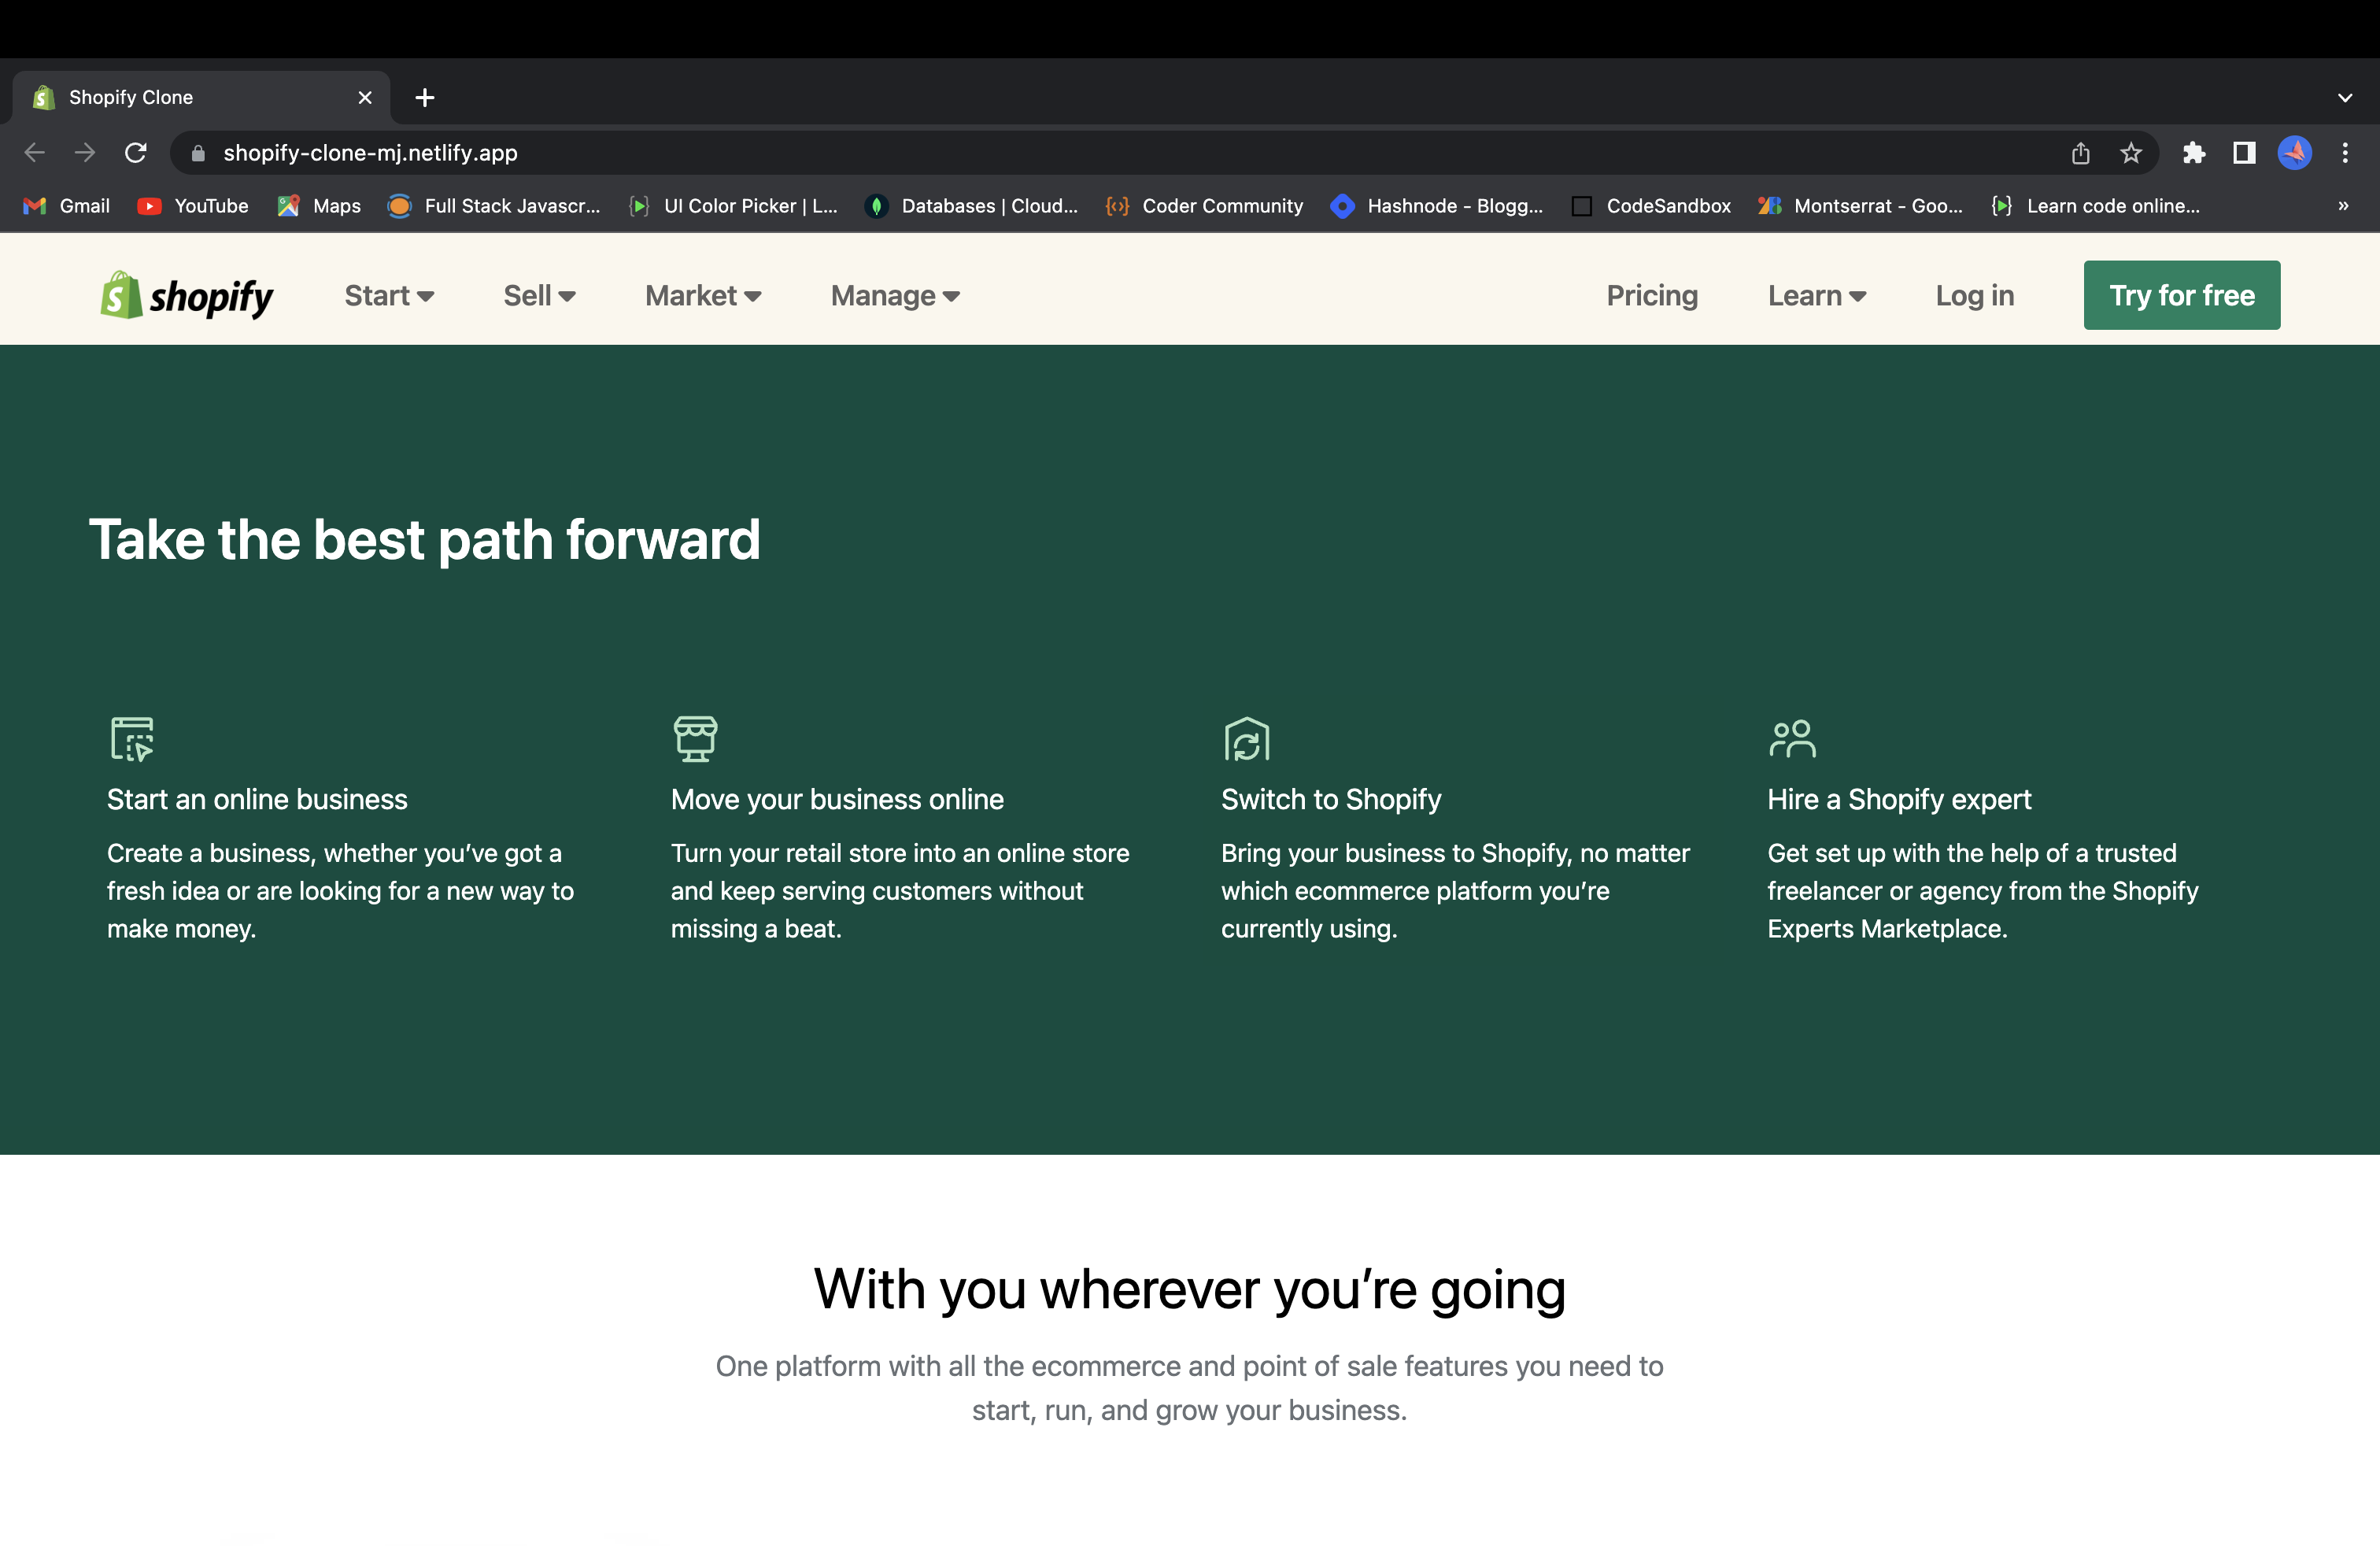 Shopify Clone
shopify-clone-mj.netlify.app
Gmail YouTube Maps Full Stack Javascr... UI Color Picker | L... Databases | Cloud... Coder Community Hashnode - Blogg... CodeSandbox Montserrat - Goo... Learn code online... »
shopify Start Sell Market Manage Pricing Learn Log in Try for free
Take the best path forward
Start an online business
Create a business, whether you’ve got a
fresh idea or are looking for a new way to
make money.
Move your business online
Turn your retail store into an online store
and keep serving customers without
missing a beat.
Switch to Shopify
Bring your business to Shopify, no matter
which ecommerce platform you’re
currently using.
Hire a Shopify expert
Get set up with the help of a trusted
freelancer or agency from the Shopify
Experts Marketplace.
With you wherever you’re going
One platform with all the ecommerce and point of sale features you need to
start, run, and grow your business.